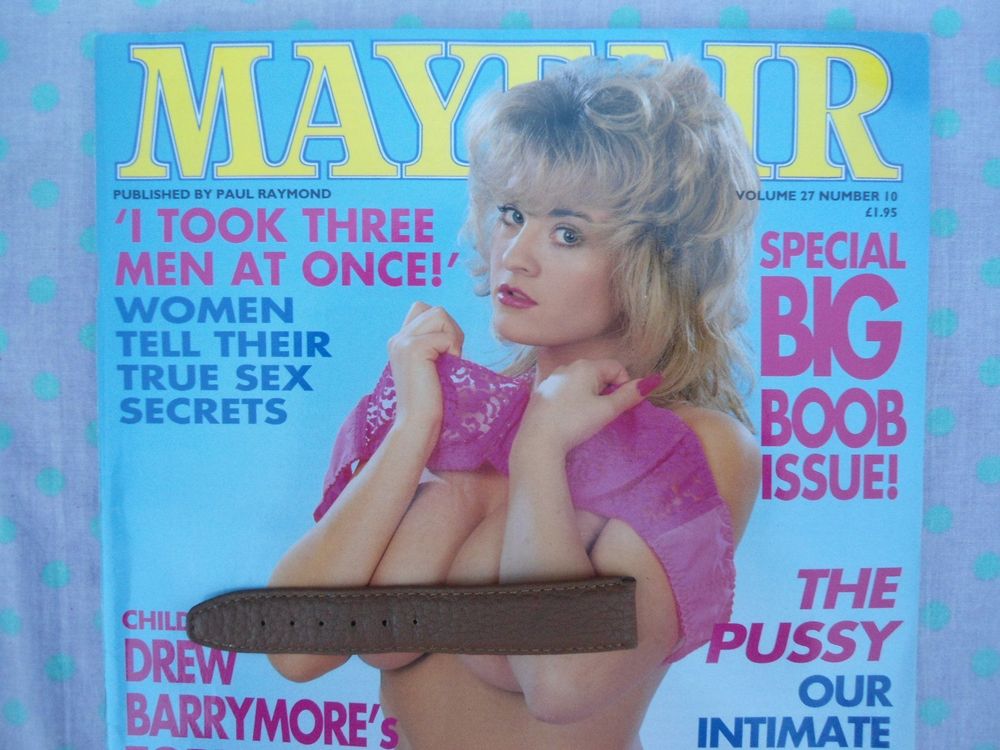 MAYFAIR
PUBLISHED BY PAUL RAYMOND
VOLUME 27 NUMBER 10
£1.95
'I TOOK THREE
MEN AT ONCE!'
WOMEN
TELL THEIR
TRUE SEX
SECRETS
SPECIAL
BIG
BOOB
ISSUE!
THE
PUSSY
OUR
INTIMATE
DREW
BARRYMORE's